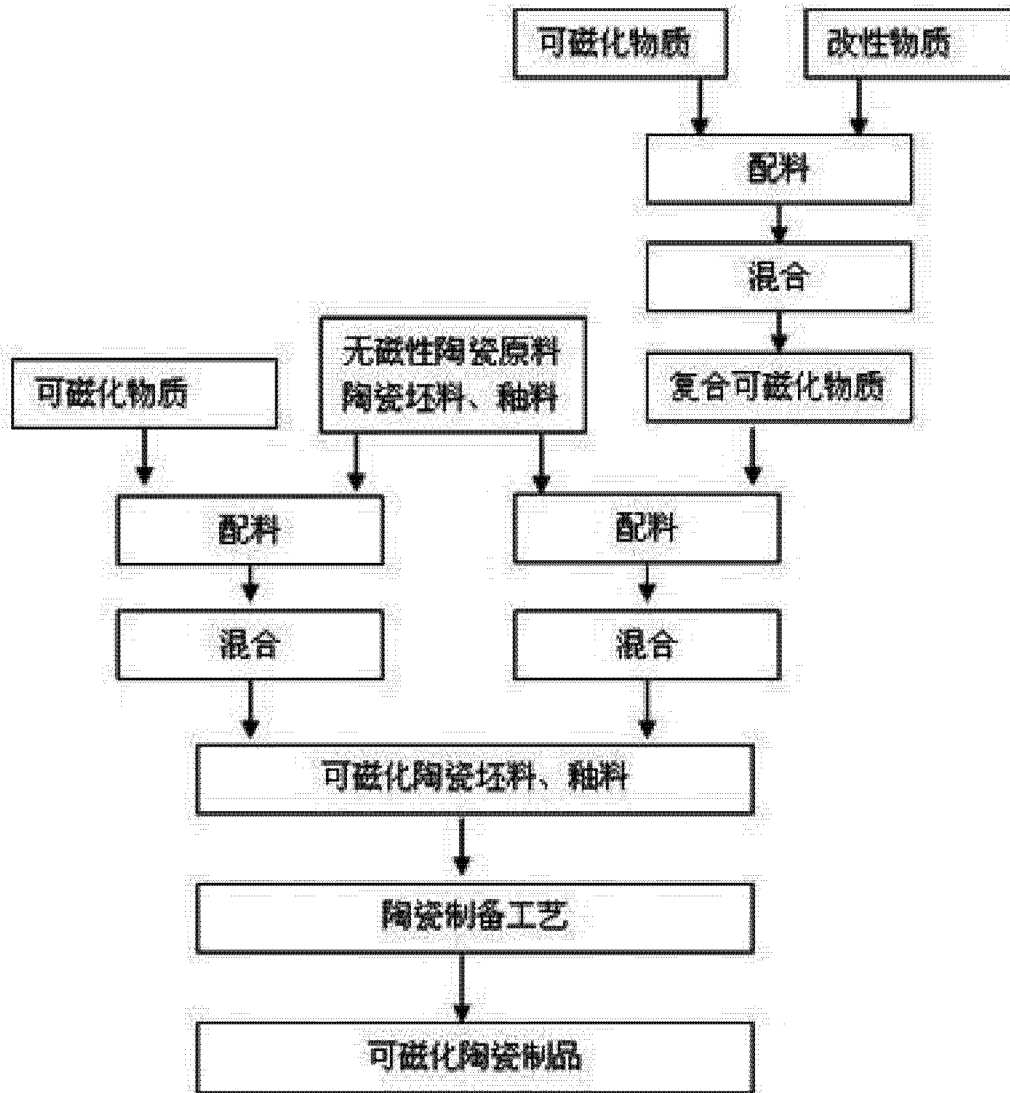 可磁化物质
改性物质
配料
混合
无磁性陶瓷原料
陶瓷坯料、釉料
可磁化物质
复合可磁化物质
配料
配料
混合
混合
可磁化陶瓷坯料、釉料
陶瓷制备工艺
可磁化陶瓷制品